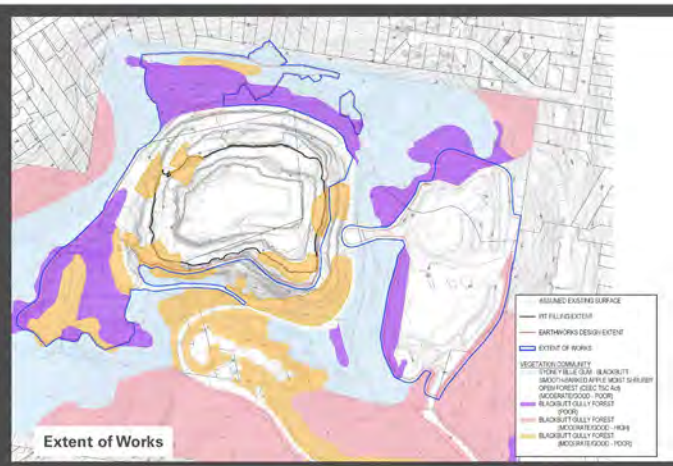 ASSUMED EXISTING SURFACE
PIT FILLING EXTENT
EARTHWORKS DESIGN EXTENT
EXTENT OF WORKS
VEGETATION COMMUNITY
SYDNEY BLUE GUM - BLACKBUTT
SMOOTH-BARKED APPLE MOIST SHRUBBY
OPEN FOREST (CEEC TSC Act)
(MODERATE/GOOD - POOR)
BLACKBUTT GULLY FOREST
(POOR)
BLACKBUTT GULLY FOREST
(MODERATE/GOOD - HIGH)
BLACKBUTT GULLY FOREST
(MODERATE/GOOD - POOR)
Extent of Works